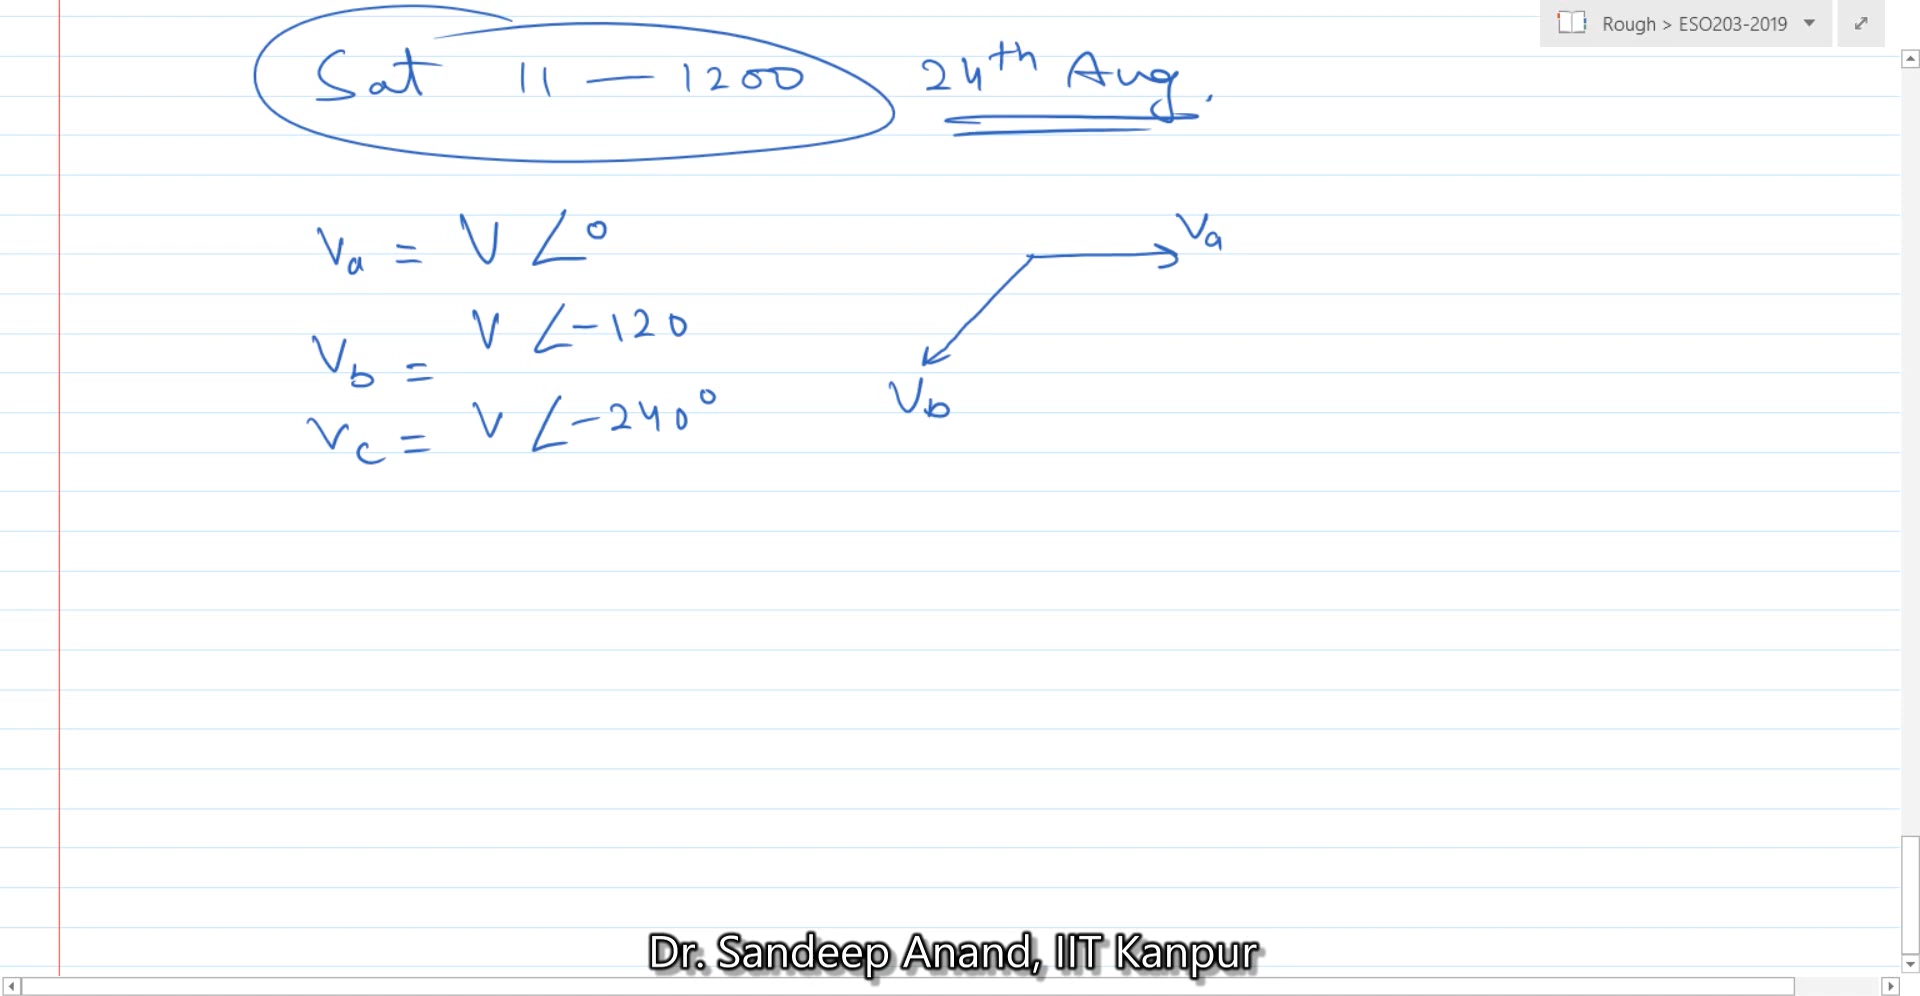 Rough > ESO203-2019
Sat 11 — 1200 24th Aug.
Va = V ∠0
Vb = V ∠-120
Vc = V ∠-240°
Va
Vb
Dr. Sandeep Anand, IIT Kanpur